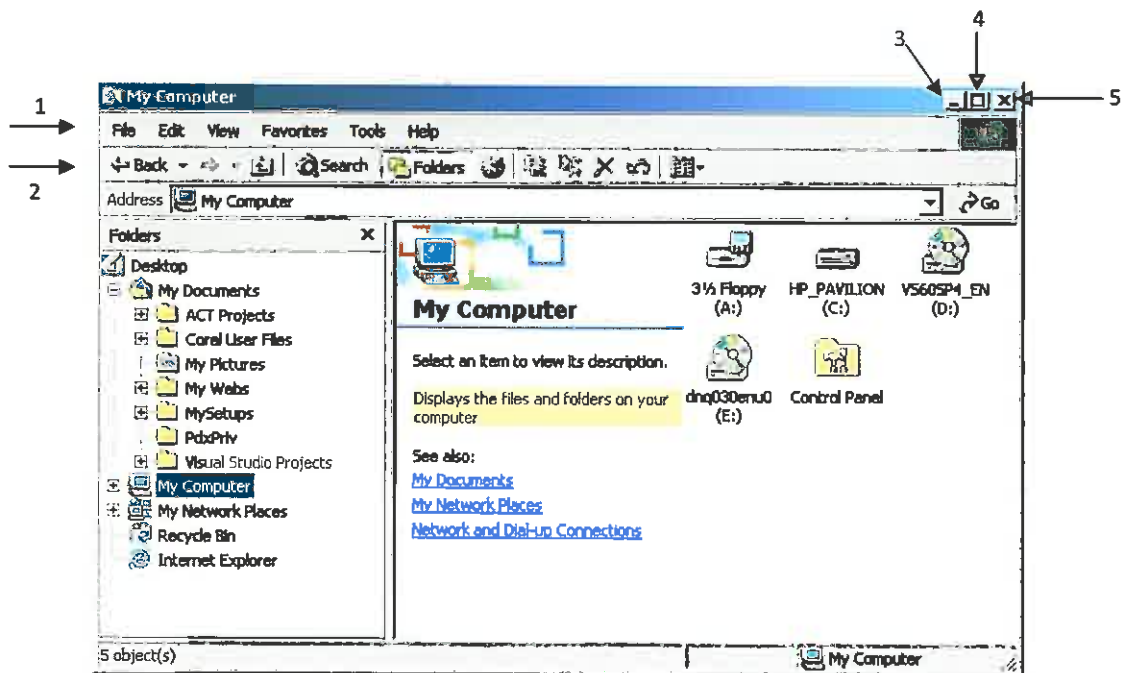 4
3
My Computer
5
1
File Edit View Favorites Tools Help
Back Search Folders
2
Address My Computer Go
Folders x
Desktop
My Documents
ACT Projects
Corel User Files
My Pictures
My Webs
MySetups
PdxPriv
Visual Studio Projects
My Computer
My Network Places
Recycle Bin
Internet Explorer
My Computer
Select an item to view its description.
Displays the files and folders on your
computer
See also:
My Documents
My Network Places
Network and Dial-up Connections
3½ Floppy
(A:)
HP_PAVILION
(C:)
VS60SP4_EN
(D:)
dnq030enu0
(E:)
Control Panel
5 object(s)
My Computer